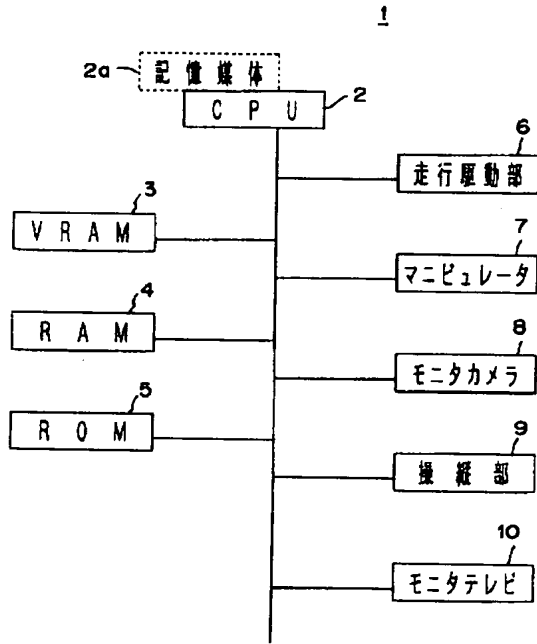 1
2a
記憶媒体
CPU
2
3
VRAM
4
RAM
5
ROM
6
走行駆動部
7
マニピュレータ
8
モニタカメラ
9
操縦部
10
モニタテレビ